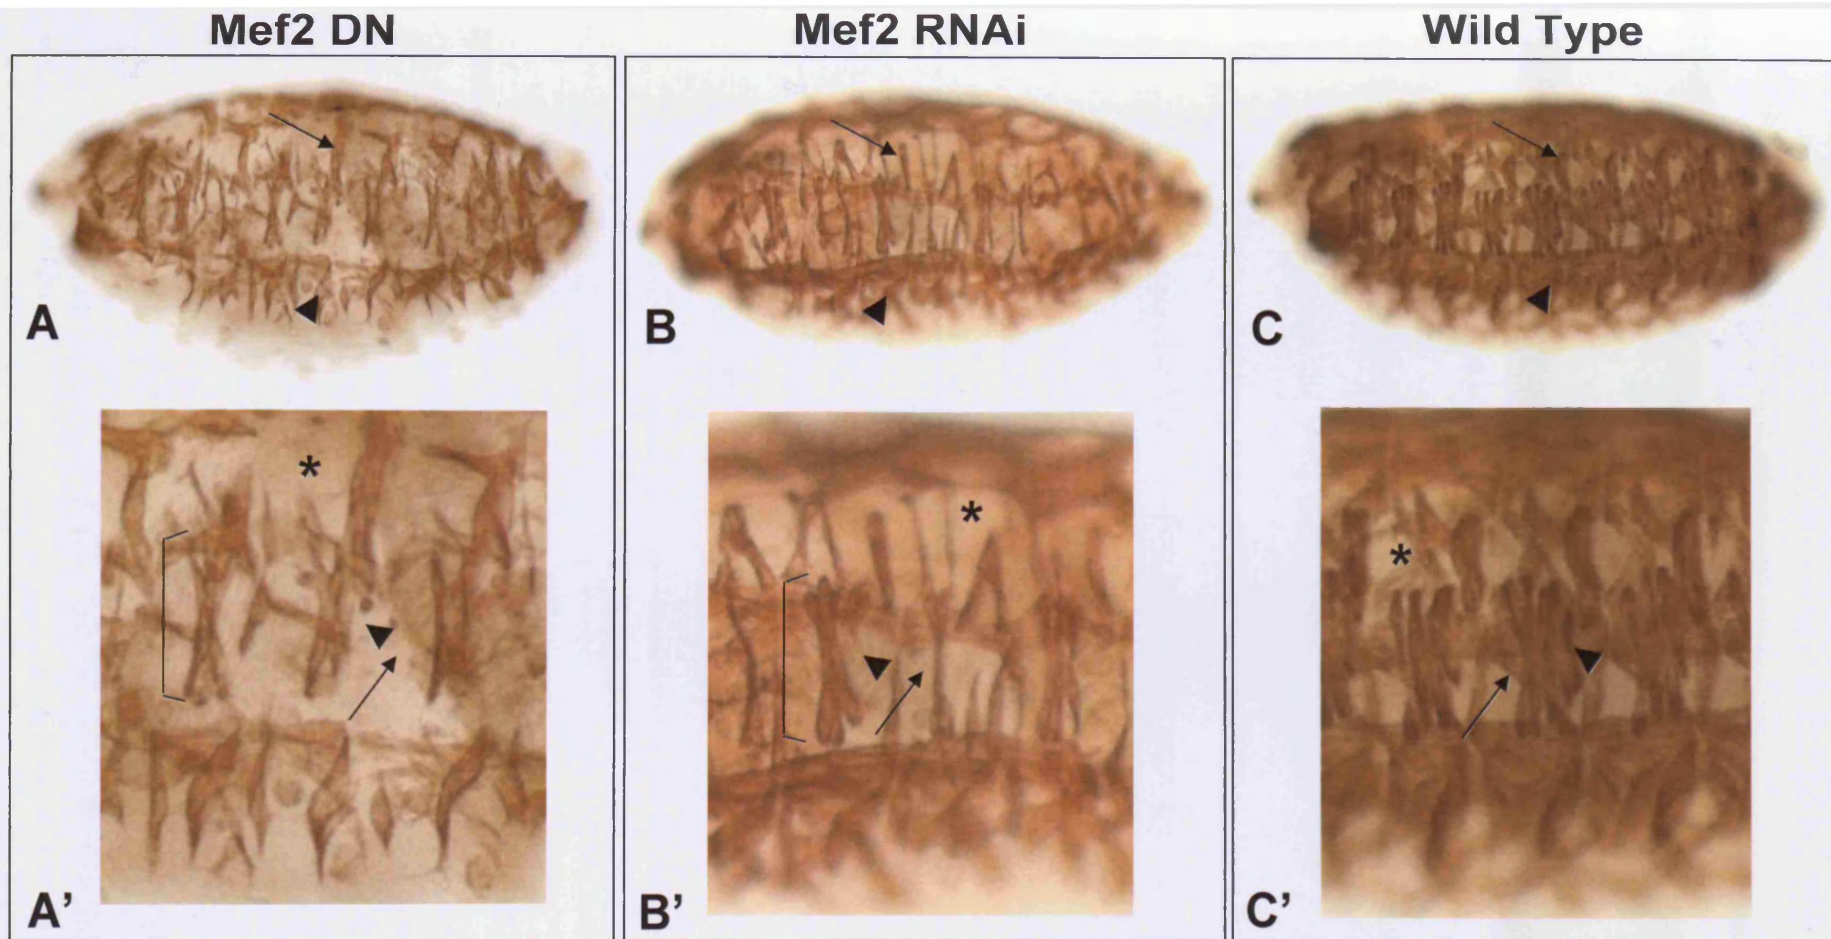 Mef2 DN
Mef2 RNAi
Wild Type
A
B
C
*
*
*
A’
B’
C’